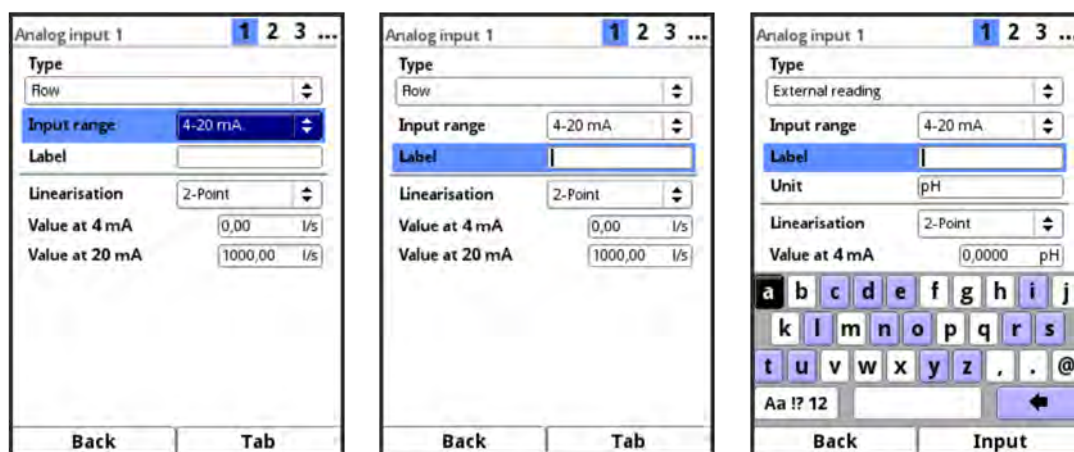 Analog input 1 1 2 3 ...
Type
Flow
Input range 4-20 mA
Label
Linearisation 2-Point
Value at 4 mA 0,00 l/s
Value at 20 mA 1000,00 l/s
Back Tab
Analog input 1 1 2 3 ...
Type
Flow
Input range 4-20 mA
Label
Linearisation 2-Point
Value at 4 mA 0,00 l/s
Value at 20 mA 1000,00 l/s
Back Tab
Analog input 1 1 2 3 ...
Type
External reading
Input range 4-20 mA
Label
Unit pH
Linearisation 2-Point
Value at 4 mA 0,0000 pH
a b c d e f g h i j
k l m n o p q r s
t u v w x y z , . @
Aa !? 12
Back Input